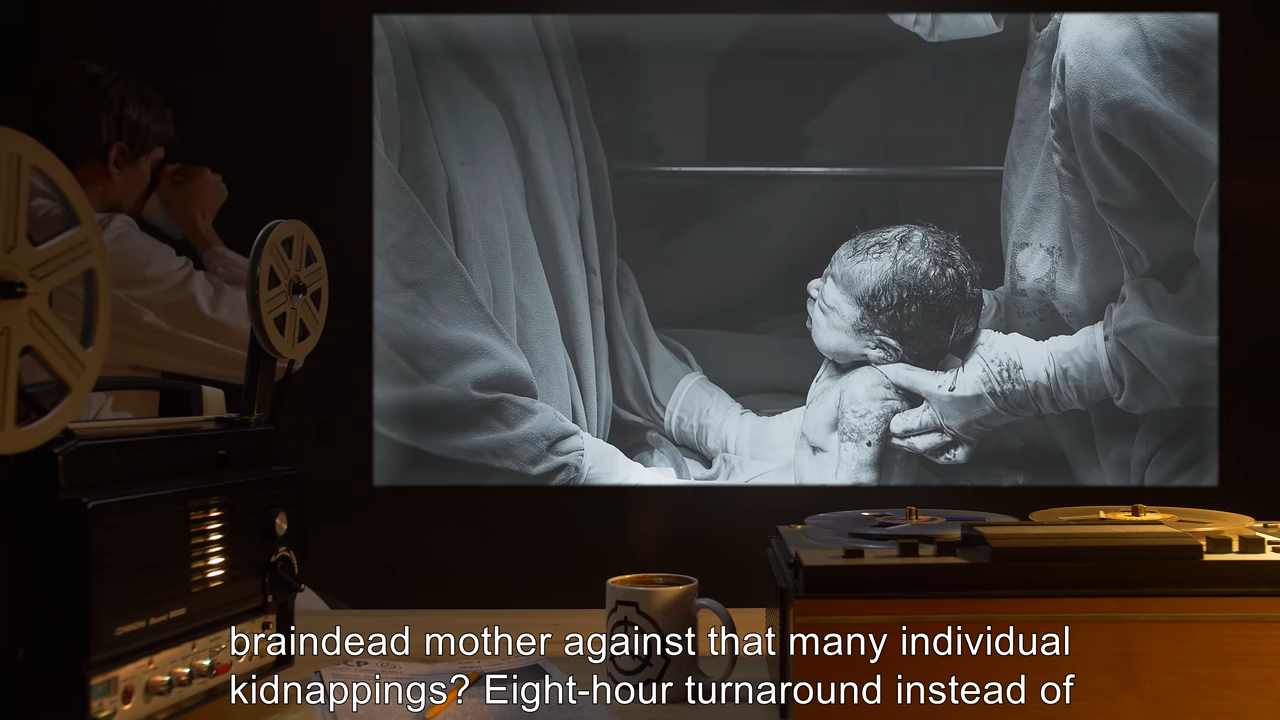 braindead mother against that many individual
kidnappings? Eight-hour turnaround instead of